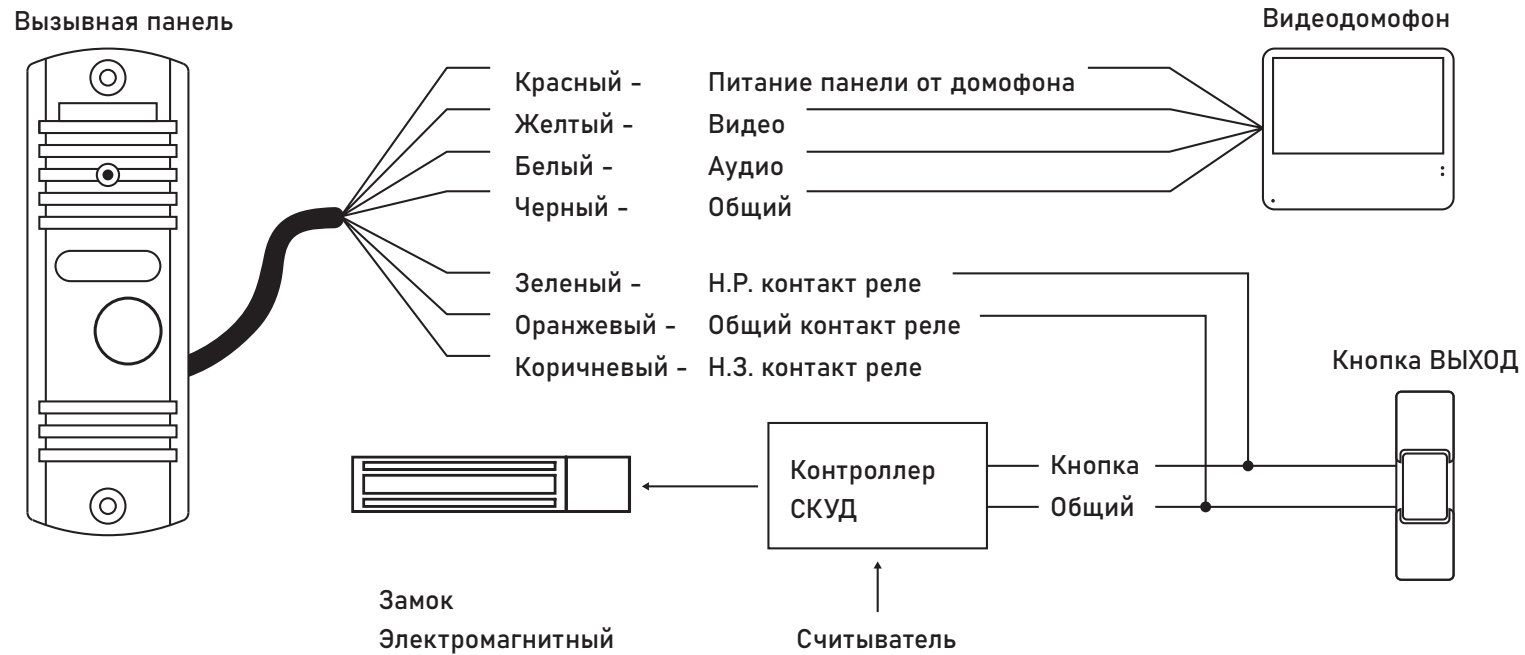 Вызывная панель
Видеодомофон
Красный - Питание панели от домофона
Желтый - Видео
Белый - Аудио
Черный - Общий
Зеленый - Н.Р. контакт реле
Оранжевый - Общий контакт реле
Коричневый - Н.З. контакт реле
Кнопка ВЫХОД
Контроллер
СКУД
Кнопка
Общий
Замок
Электромагнитный
Считыватель